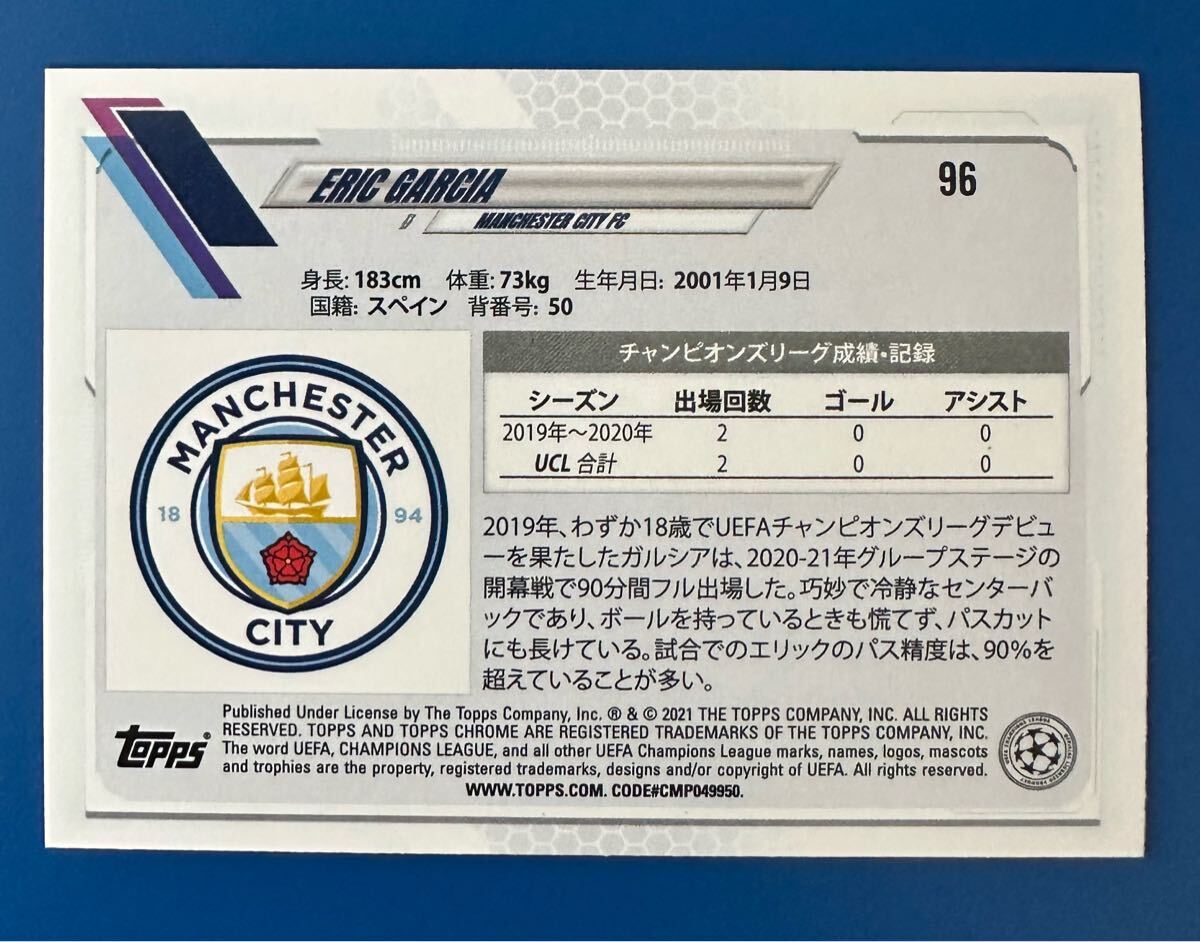 ERIC GARCIA
96
D MANCHESTER CITY FC
身長: 183cm 体重: 73kg 生年月日: 2001年1月9日
国籍: スペイン 背番号: 50
MANCHESTER
18 94
CITY
チャンピオンズリーグ成績・記録
シーズン 出場回数 ゴール アシスト
2019年～2020年 2 0 0
UCL 合計 2 0 0
2019年、わずか18歳でUEFAチャンピオンズリーグデビュ
ーを果たしたガルシアは、2020-21年グループステージの
開幕戦で90分間フル出場した。巧妙で冷静なセンターバ
ックであり、ボールを持っているときも慌てず、パスカット
にも長けている。試合でのエリックのパス精度は、90%を
超えていることが多い。
topps®
Published Under License by The Topps Company, Inc. ® & © 2021 THE TOPPS COMPANY, INC. ALL RIGHTS
RESERVED. TOPPS AND TOPPS CHROME ARE REGISTERED TRADEMARKS OF THE TOPPS COMPANY, INC.
The word UEFA, CHAMPIONS LEAGUE, and all other UEFA Champions League marks, names, logos, mascots
and trophies are the property, registered trademarks, designs and/or copyright of UEFA. All rights reserved.
WWW.TOPPS.COM. CODE#CMP049950.